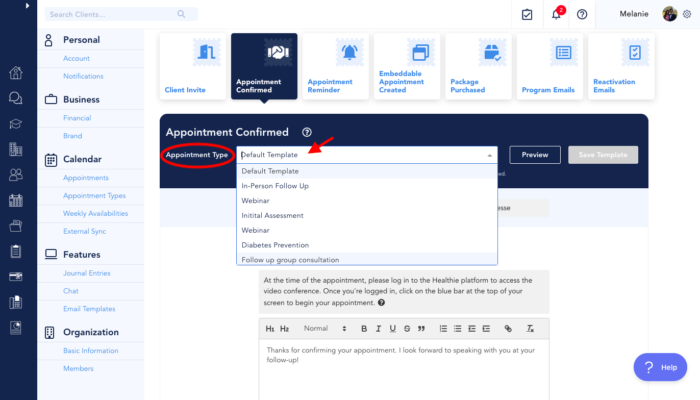 Search Clients...
2
Melanie
Personal
Account
Notifications
Business
Financial
Brand
Calendar
Appointments
Appointment Types
Weekly Availabilities
External Sync
Features
Journal Entries
Chat
Email Templates
Organization
Basic Information
Members
Client Invite
Appointment
Confirmed
Appointment
Reminder
Embeddable
Appointment
Created
Package
Purchased
Program Emails
Reactivation
Emails
Appointment Confirmed ?
Appointment Type
Default Template
Preview
Save Template
Default Template
In-Person Follow Up
Webinar
Initital Assessment
Webinar
Diabetes Prevention
Follow up group consultation
At the time of the appointment, please log in to the Healthie platform to access the
video conference. Once you're logged in, click on the blue bar at the top of your
screen to begin your appointment. ?
H1 H2 Normal B I U S
Thanks for confirming your appointment. I look forward to speaking with you at your
follow-up!
? Help